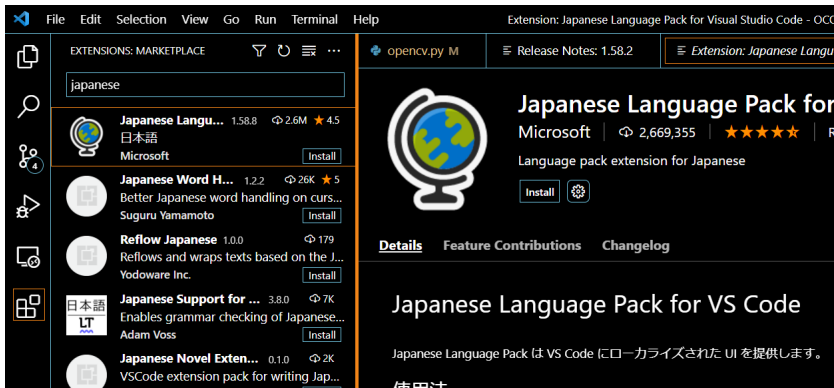 File Edit Selection View Go Run Terminal Help Extension: Japanese Language Pack for Visual Studio Code - OCC
EXTENSIONS: MARKETPLACE
opencv.py M
Release Notes: 1.58.2
Extension: Japanese Langu
japanese
Japanese Langu... 1.58.8 2.6M ★ 4.5
日本語
Microsoft Install
Japanese Word H... 1.2.2 26K ★ 5
Better Japanese word handling on curs...
Suguru Yamamoto Install
Reflow Japanese 1.0.0 179
Reflows and wraps texts based on the J...
Yodoware Inc. Install
日本語
LT
Japanese Support for ... 3.8.0 7K
Enables grammar checking of Japanese...
Adam Voss Install
Japanese Novel Exten... 0.1.0 2K
VSCode extension pack for writing Jap...
4
Japanese Language Pack for
Microsoft 2,669,355
Language pack extension for Japanese
Install
Details Feature Contributions Changelog
Japanese Language Pack for VS Code
Japanese Language Pack は VS Code にローカライズされた UI を提供します。
使用法